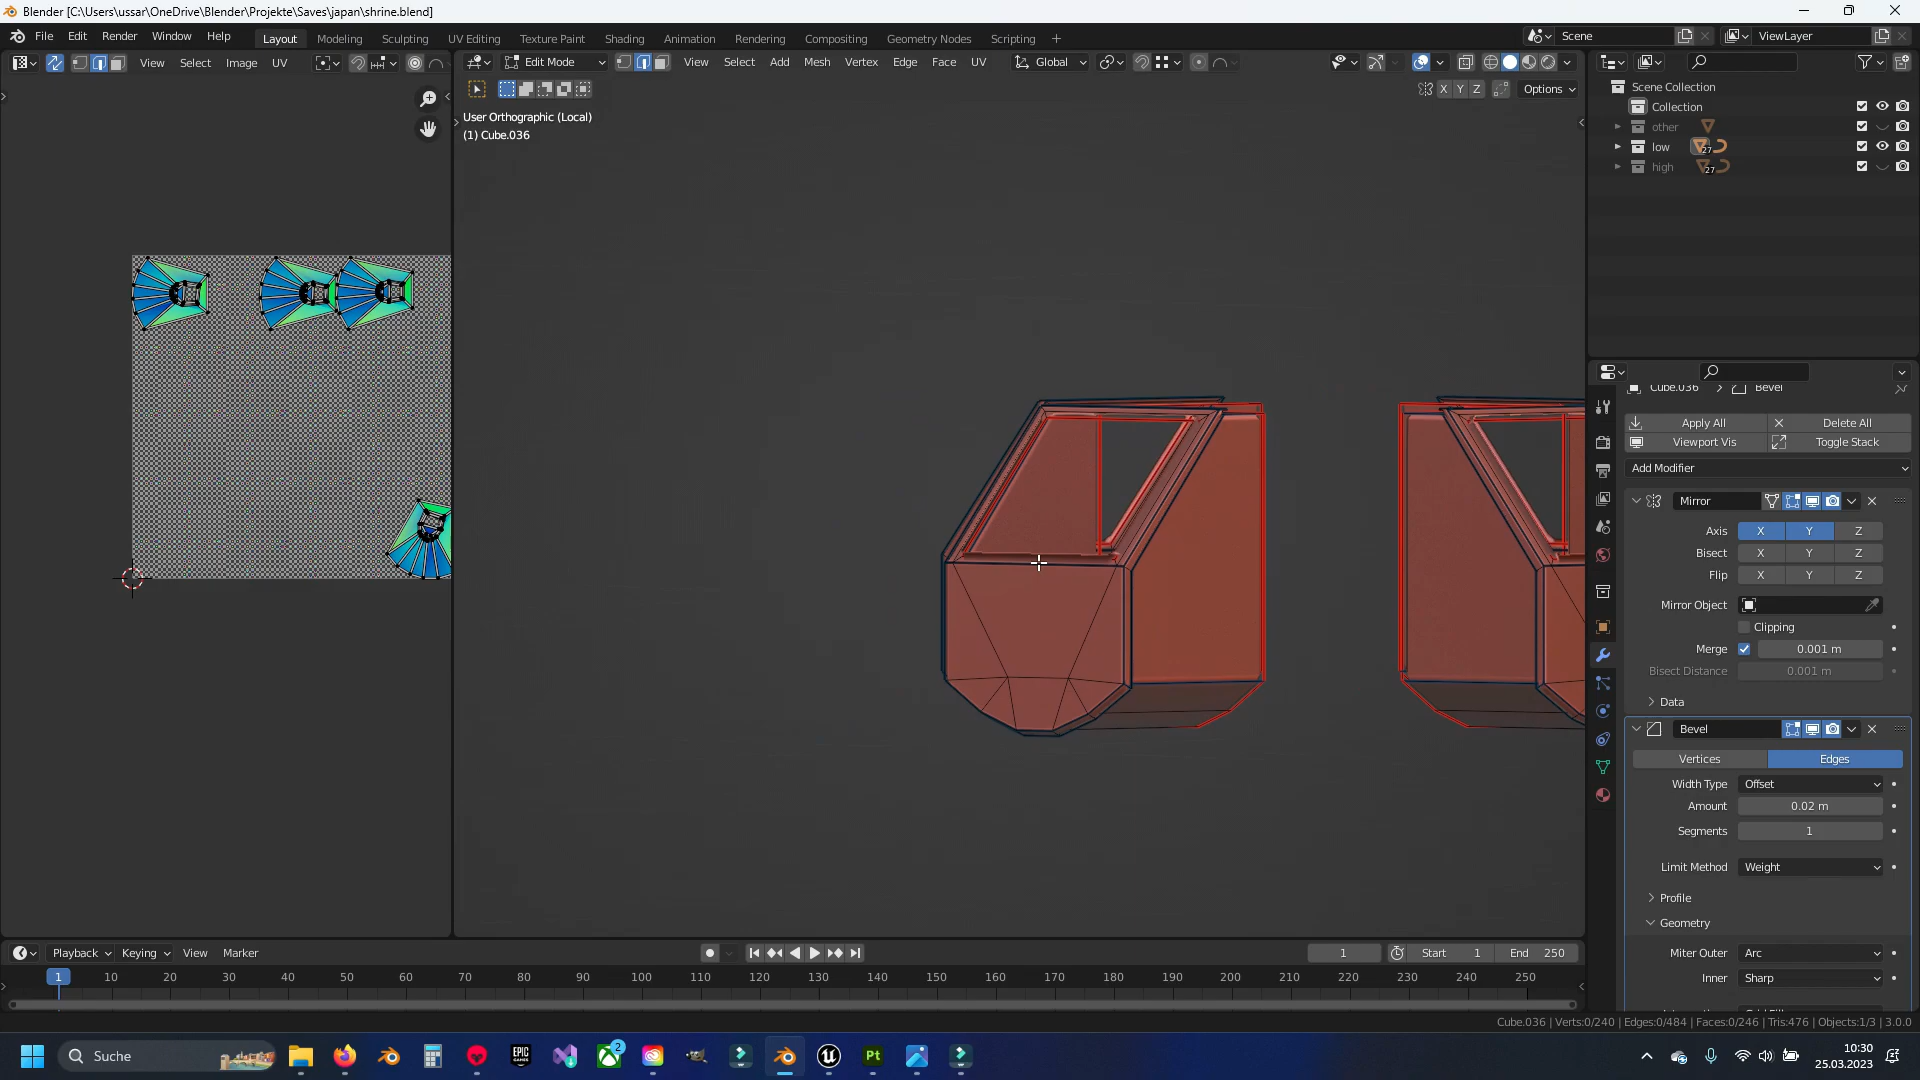 Blender [C:\Users\ussar\OneDrive\Blender\Projekte\Saves\japan\shrine.blend]
File Edit Render Window Help Layout Modeling Sculpting UV Editing Texture Paint Shading Animation Rendering Compositing Geometry Nodes Scripting + Scene ViewLayer
View Select Image UV Edit Mode View Select Add Mesh Vertex Edge Face UV Global
X Y Z Options
User Orthographic (Local)
(1) Cube.036
Scene Collection
Collection
other
low 27
high 27
Cube.036 > Bevel
Apply All Delete All
Viewport Vis Toggle Stack
Add Modifier
Mirror
Axis X Y Z
Bisect X Y Z
Flip X Y Z
Mirror Object
Clipping
Merge 0.001 m
Bisect Distance 0.001 m
Data
Bevel
Vertices Edges
Width Type Offset
Amount 0.02 m
Segments 1
Limit Method Weight
Profile
Geometry
Miter Outer Arc
Inner Sharp
Playback Keying View Marker 1 Start 1 End 250
1 10 20 30 40 50 60 70 80 90 100 110 120 130 140 150 160 170 180 190 200 210 220 230 240 250
Cube.036 | Verts:0/240 | Edges:0/484 | Faces:0/246 | Tris:476 | Objects:1/3 | 3.0.0
Suche EPIC GAMES 2 Pt
10:30
25.03.2023